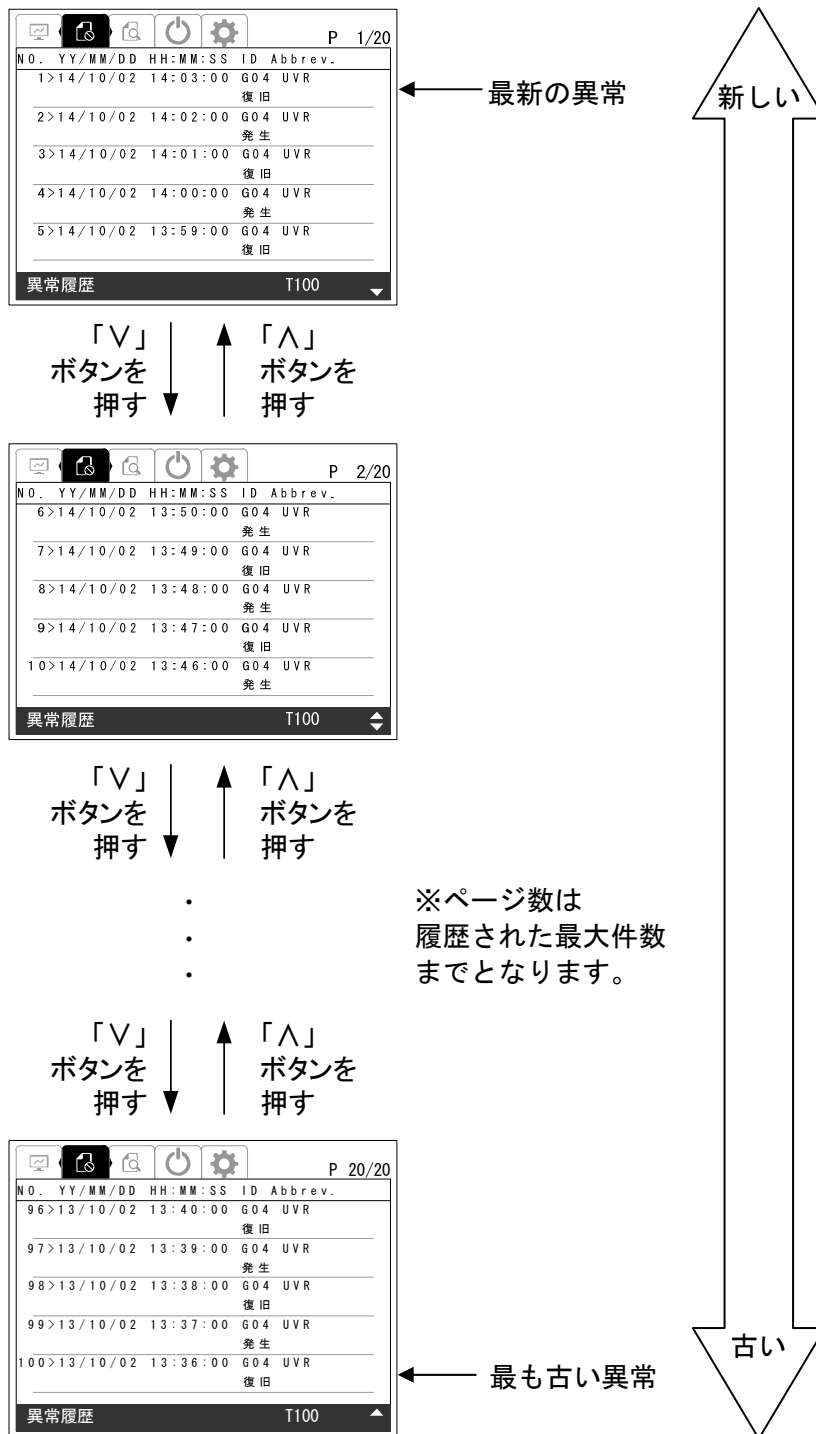 P 1/20
NO. YY/MM/DD HH:MM:SS ID Abbrev.
1>14/10/02 14:03:00 G04 UVR
復旧
2>14/10/02 14:02:00 G04 UVR
発生
3>14/10/02 14:01:00 G04 UVR
復旧
4>14/10/02 14:00:00 G04 UVR
発生
5>14/10/02 13:59:00 G04 UVR
復旧
異常履歴 T100
最新の異常
新しい
「∨」
ボタンを
押す
「∧」
ボタンを
押す
P 2/20
NO. YY/MM/DD HH:MM:SS ID Abbrev.
6>14/10/02 13:50:00 G04 UVR
発生
7>14/10/02 13:49:00 G04 UVR
復旧
8>14/10/02 13:48:00 G04 UVR
発生
9>14/10/02 13:47:00 G04 UVR
復旧
10>14/10/02 13:46:00 G04 UVR
発生
異常履歴 T100
「∨」
ボタンを
押す
「∧」
ボタンを
押す
※ページ数は
履歴された最大件数
までとなります。
「∨」
ボタンを
押す
「∧」
ボタンを
押す
P 20/20
NO. YY/MM/DD HH:MM:SS ID Abbrev.
96>13/10/02 13:40:00 G04 UVR
復旧
97>13/10/02 13:39:00 G04 UVR
発生
98>13/10/02 13:38:00 G04 UVR
復旧
99>13/10/02 13:37:00 G04 UVR
発生
100>13/10/02 13:36:00 G04 UVR
復旧
異常履歴 T100
最も古い異常
古い